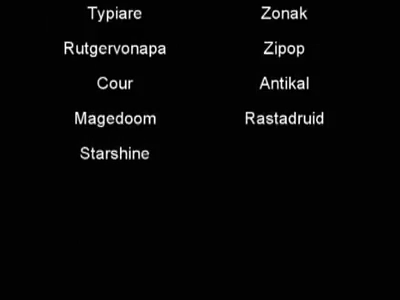 Typiare Zonak
Rutgervonapa Zipop
Cour Antikal
Magedoom Rastadruid
Starshine